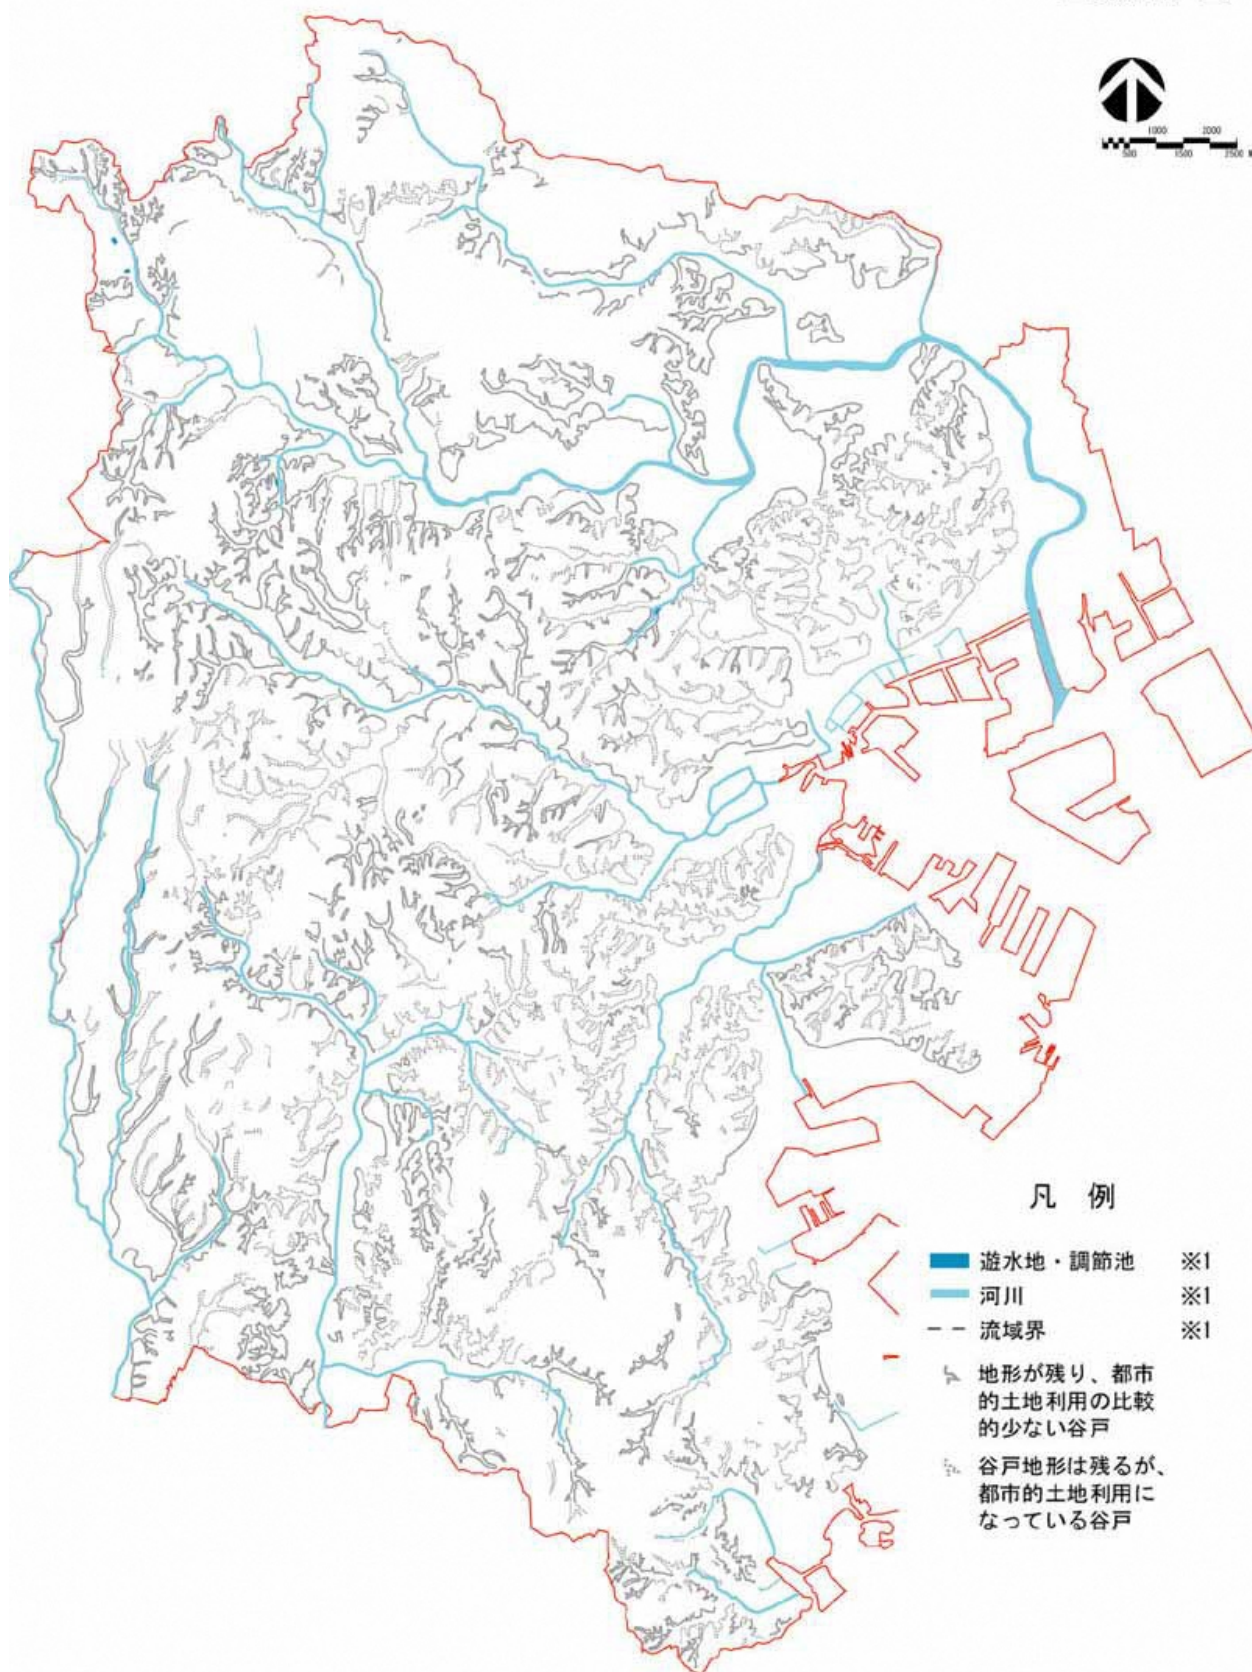 1000 2000
500 1500 2500 M
凡 例
遊水地・調節池 ※1
河川 ※1
流域界 ※1
地形が残り、都市
的土地利用の比較
的少ない谷戸
谷戸地形は残るが、
都市的土地利用に
なっている谷戸